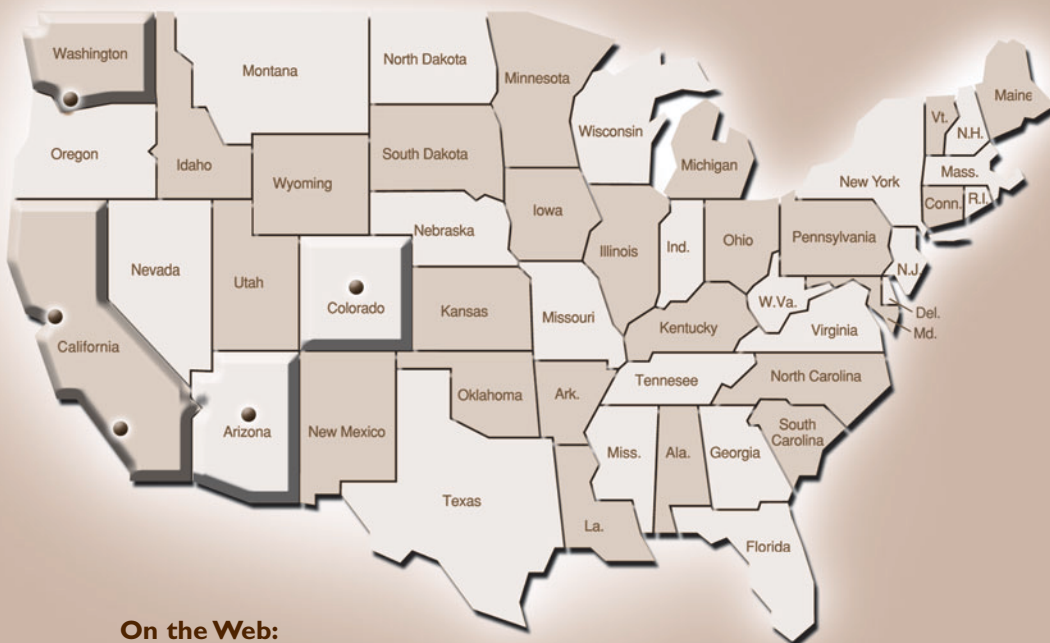 Washington
Montana
North Dakota
Minnesota
Maine
Vt.
N.H.
Oregon
Idaho
South Dakota
Wisconsin
Michigan
Mass.
Wyoming
New York
Conn.
R.I.
Iowa
Nebraska
Nevada
Utah
Illinois
Ind.
Ohio
Pennsylvania
N.J.
Colorado
Kansas
Missouri
W.Va.
Del.
Kentucky
Virginia
Md.
California
Tennessee
North Carolina
Oklahoma
Ark.
Arizona
New Mexico
South
Carolina
Miss.
Ala.
Georgia
Texas
La.
Florida
On the Web: